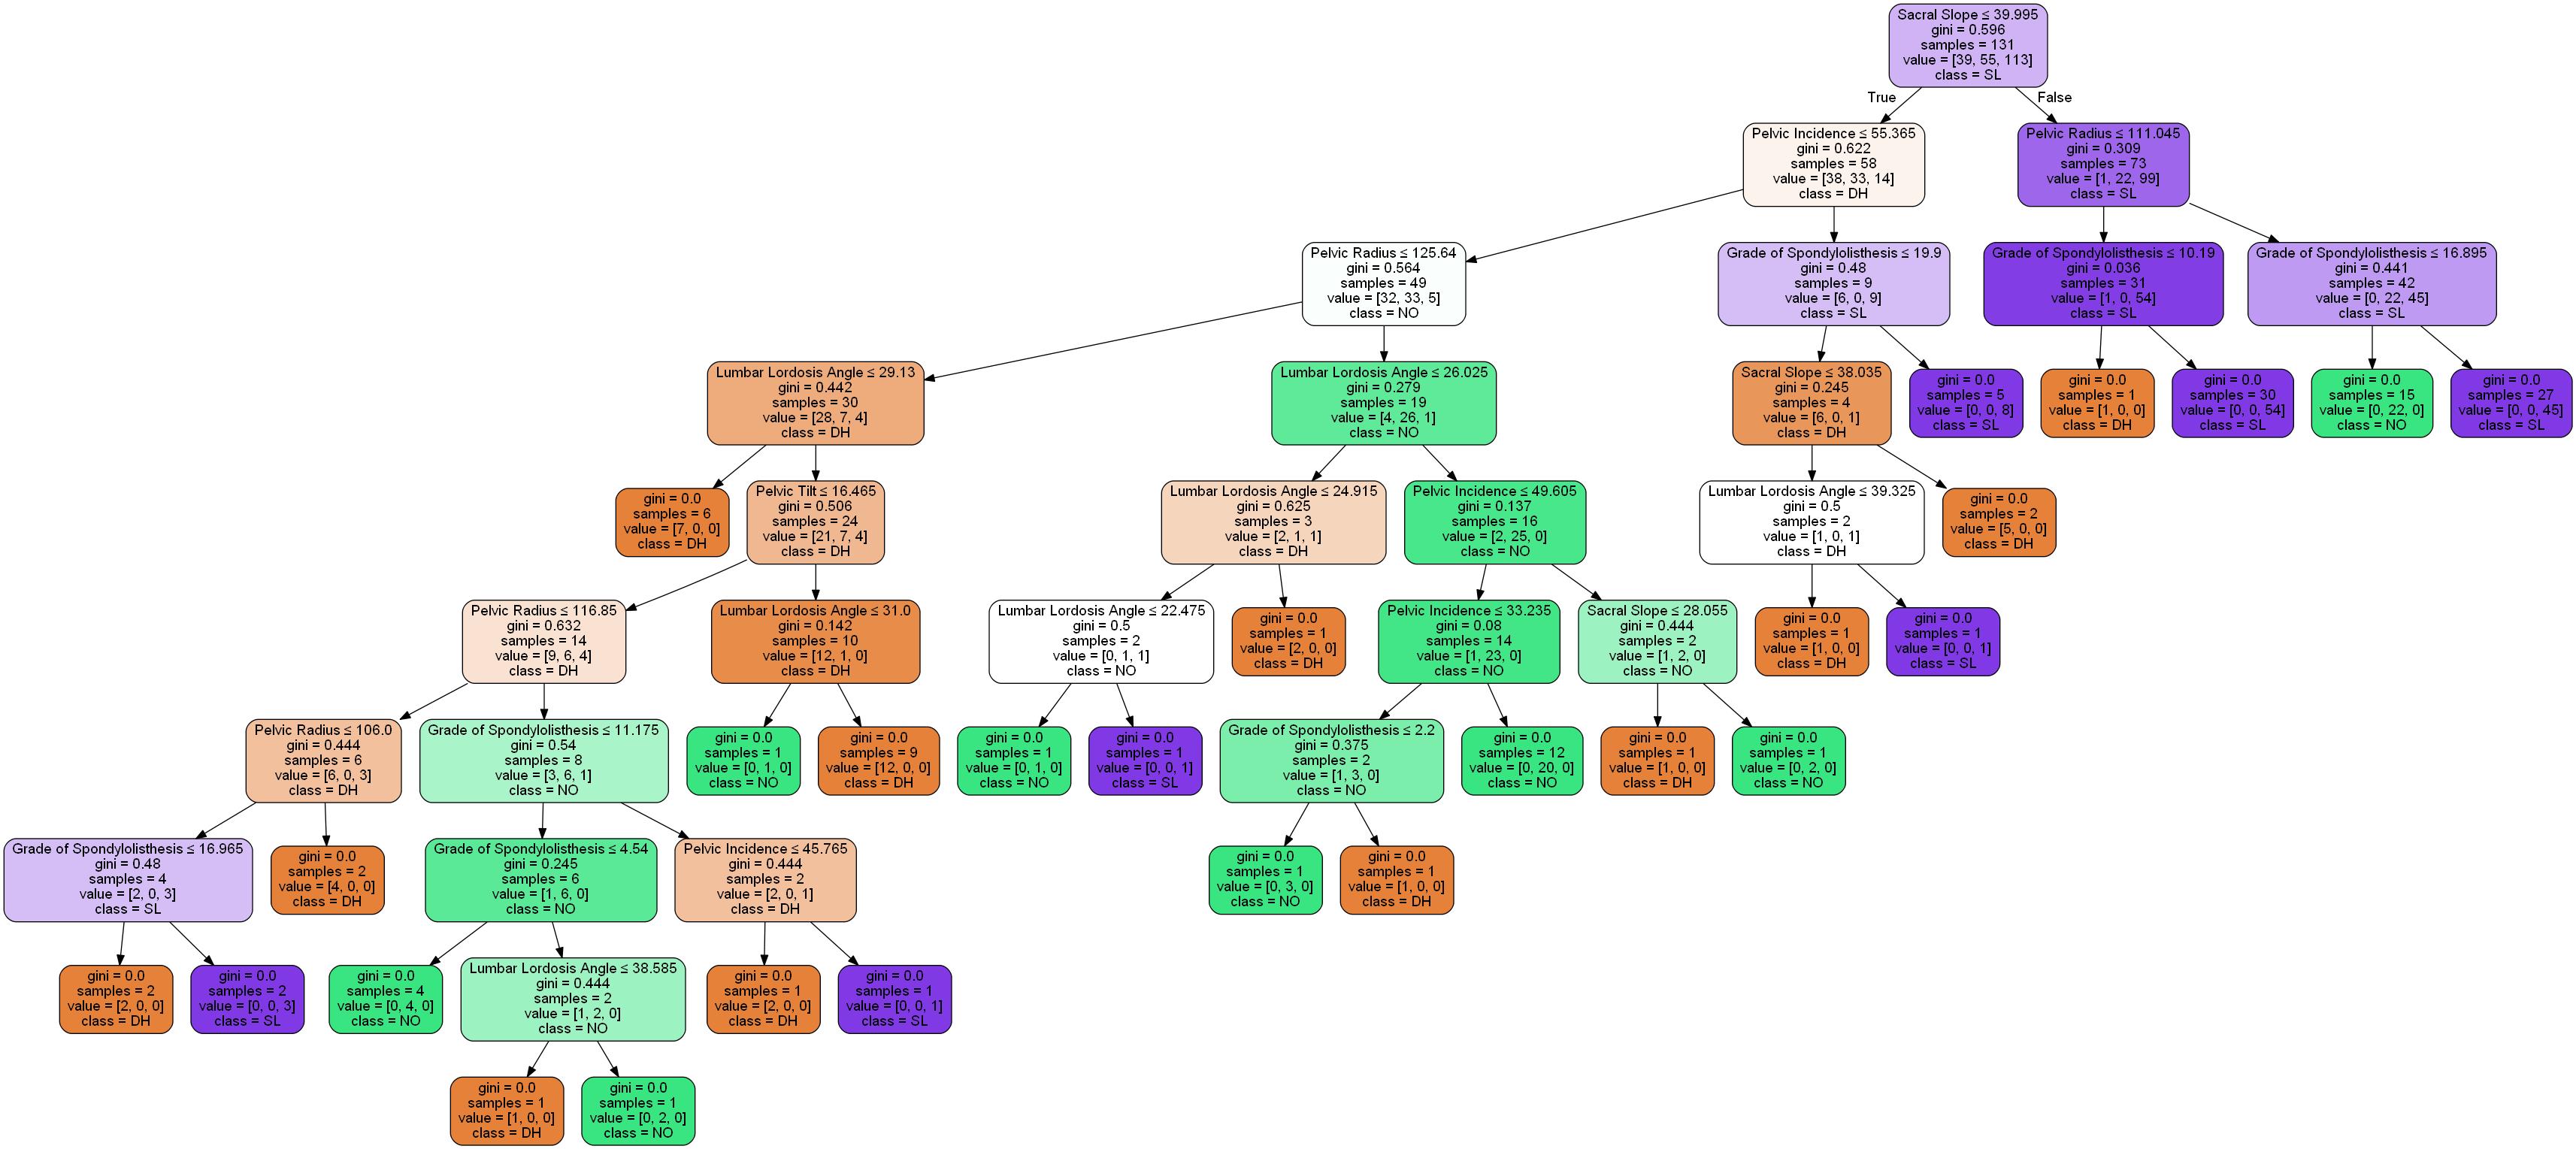 Sacral Slope ≤ 39.995
gini = 0.596
samples = 131
value = [39, 55, 113]
class = SL
True
False
Pelvic Incidence ≤ 55.365
gini = 0.622
samples = 58
value = [38, 33, 14]
class = DH
Pelvic Radius ≤ 111.045
gini = 0.309
samples = 73
value = [1, 22, 99]
class = SL
Pelvic Radius ≤ 125.64
gini = 0.564
samples = 49
value = [32, 33, 5]
class = NO
Grade of Spondylolisthesis ≤ 19.9
gini = 0.48
samples = 9
value = [6, 0, 9]
class = SL
Grade of Spondylolisthesis ≤ 10.19
gini = 0.036
samples = 31
value = [1, 0, 54]
class = SL
Grade of Spondylolisthesis ≤ 16.895
gini = 0.441
samples = 42
value = [0, 22, 45]
class = SL
Lumbar Lordosis Angle ≤ 29.13
gini = 0.442
samples = 30
value = [28, 7, 4]
class = DH
Lumbar Lordosis Angle ≤ 26.025
gini = 0.279
samples = 19
value = [4, 26, 1]
class = NO
Sacral Slope ≤ 38.035
gini = 0.245
samples = 4
value = [6, 0, 1]
class = DH
gini = 0.0
samples = 5
value = [0, 0, 8]
class = SL
gini = 0.0
samples = 1
value = [1, 0, 0]
class = DH
gini = 0.0
samples = 30
value = [0, 0, 54]
class = SL
gini = 0.0
samples = 15
value = [0, 22, 0]
class = NO
gini = 0.0
samples = 27
value = [0, 0, 45]
class = SL
gini = 0.0
samples = 6
value = [7, 0, 0]
class = DH
Pelvic Tilt ≤ 16.465
gini = 0.506
samples = 24
value = [21, 7, 4]
class = DH
Lumbar Lordosis Angle ≤ 24.915
gini = 0.625
samples = 3
value = [2, 1, 1]
class = DH
Pelvic Incidence ≤ 49.605
gini = 0.137
samples = 16
value = [2, 25, 0]
class = NO
Lumbar Lordosis Angle ≤ 39.325
gini = 0.5
samples = 2
value = [1, 0, 1]
class = DH
gini = 0.0
samples = 2
value = [5, 0, 0]
class = DH
Pelvic Radius ≤ 116.85
gini = 0.632
samples = 14
value = [9, 6, 4]
class = DH
Lumbar Lordosis Angle ≤ 31.0
gini = 0.142
samples = 10
value = [12, 1, 0]
class = DH
Lumbar Lordosis Angle ≤ 22.475
gini = 0.5
samples = 2
value = [0, 1, 1]
class = NO
gini = 0.0
samples = 1
value = [2, 0, 0]
class = DH
Pelvic Incidence ≤ 33.235
gini = 0.08
samples = 14
value = [1, 23, 0]
class = NO
Sacral Slope ≤ 28.055
gini = 0.444
samples = 2
value = [1, 2, 0]
class = NO
gini = 0.0
samples = 1
value = [1, 0, 0]
class = DH
gini = 0.0
samples = 1
value = [0, 0, 1]
class = SL
Pelvic Radius ≤ 106.0
gini = 0.444
samples = 6
value = [6, 0, 3]
class = DH
Grade of Spondylolisthesis ≤ 11.175
gini = 0.54
samples = 8
value = [3, 6, 1]
class = NO
gini = 0.0
samples = 1
value = [0, 1, 0]
class = NO
gini = 0.0
samples = 9
value = [12, 0, 0]
class = DH
gini = 0.0
samples = 1
value = [0, 1, 0]
class = NO
gini = 0.0
samples = 1
value = [0, 0, 1]
class = SL
Grade of Spondylolisthesis ≤ 2.2
gini = 0.375
samples = 2
value = [1, 3, 0]
class = NO
gini = 0.0
samples = 12
value = [0, 20, 0]
class = NO
gini = 0.0
samples = 1
value = [1, 0, 0]
class = DH
gini = 0.0
samples = 1
value = [0, 2, 0]
class = NO
Grade of Spondylolisthesis ≤ 16.965
gini = 0.48
samples = 4
value = [2, 0, 3]
class = SL
gini = 0.0
samples = 2
value = [4, 0, 0]
class = DH
Grade of Spondylolisthesis ≤ 4.54
gini = 0.245
samples = 6
value = [1, 6, 0]
class = NO
Pelvic Incidence ≤ 45.765
gini = 0.444
samples = 2
value = [2, 0, 1]
class = DH
gini = 0.0
samples = 1
value = [0, 3, 0]
class = NO
gini = 0.0
samples = 1
value = [1, 0, 0]
class = DH
gini = 0.0
samples = 2
value = [2, 0, 0]
class = DH
gini = 0.0
samples = 2
value = [0, 0, 3]
class = SL
gini = 0.0
samples = 4
value = [0, 4, 0]
class = NO
Lumbar Lordosis Angle ≤ 38.585
gini = 0.444
samples = 2
value = [1, 2, 0]
class = NO
gini = 0.0
samples = 1
value = [2, 0, 0]
class = DH
gini = 0.0
samples = 1
value = [0, 0, 1]
class = SL
gini = 0.0
samples = 1
value = [1, 0, 0]
class = DH
gini = 0.0
samples = 1
value = [0, 2, 0]
class = NO